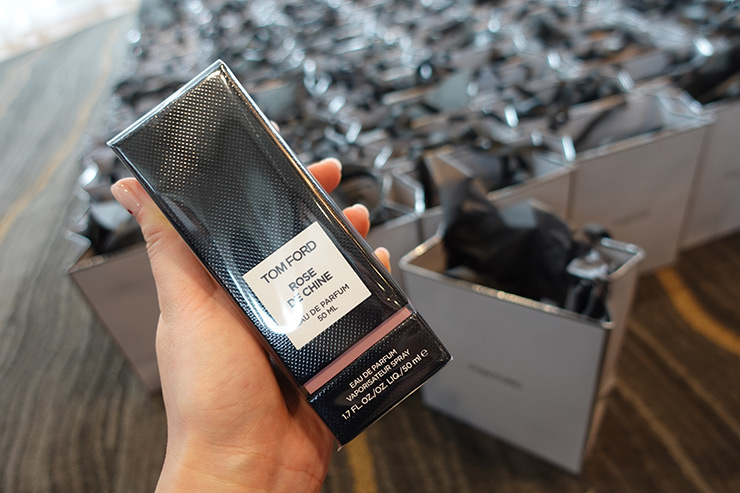 TOM FORD
ROSE
DE CHINE
EAU DE PARFUM
50 ML
EAU DE PARFUM
VAPORISATEUR SPRAY
1.7 FL.OZ./OZ. LIQ./50 ml ℮